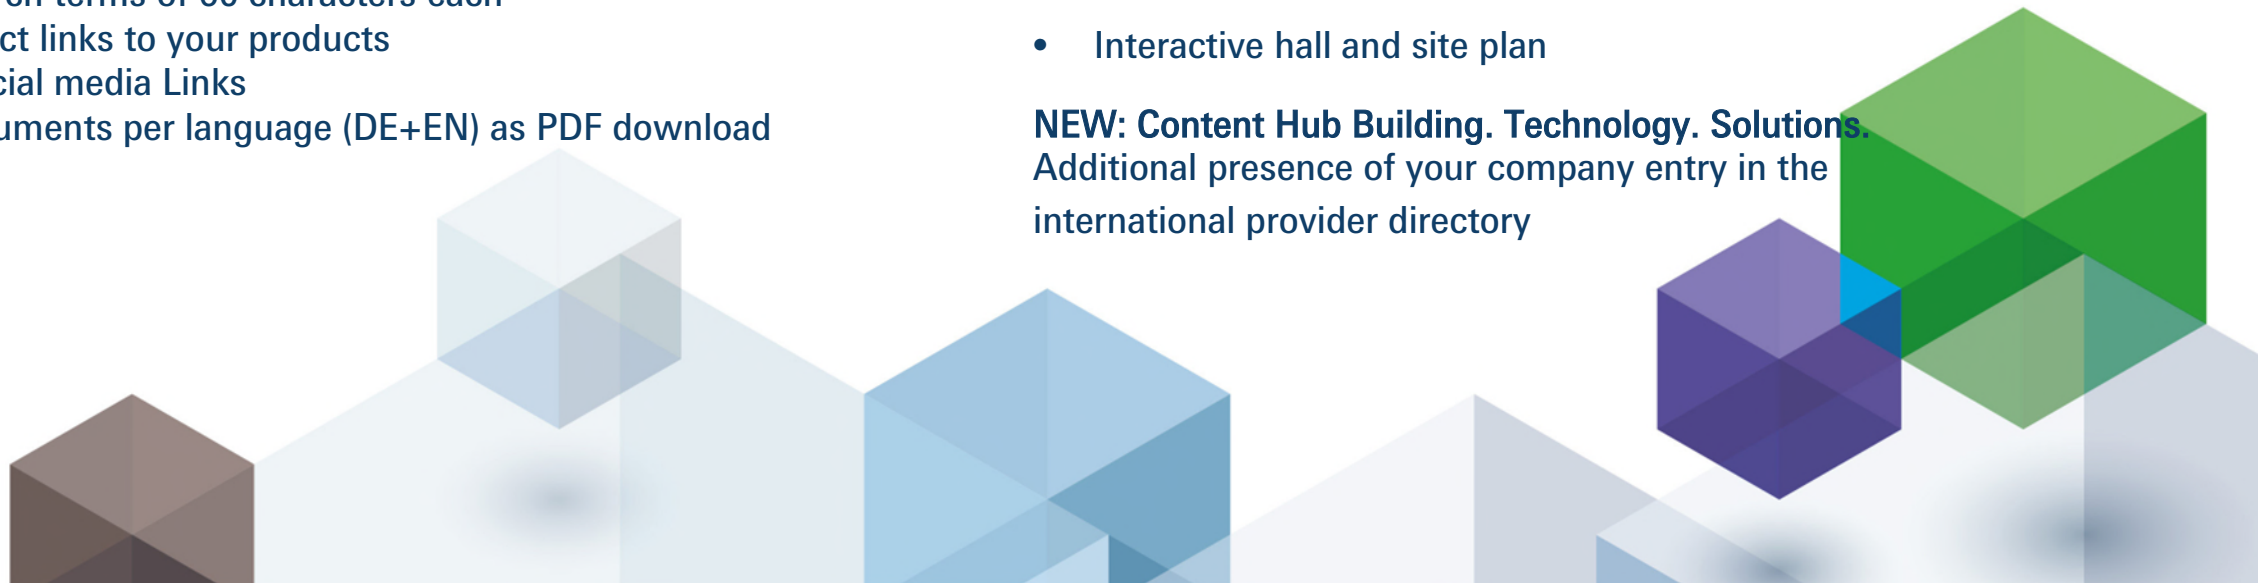 ct links to your products
cial media Links
uments per language (DE+EN) as PDF download
• Interactive hall and site plan
NEW: Content Hub Building. Technology. Solutions.
Additional presence of your company entry in the
international provider directory